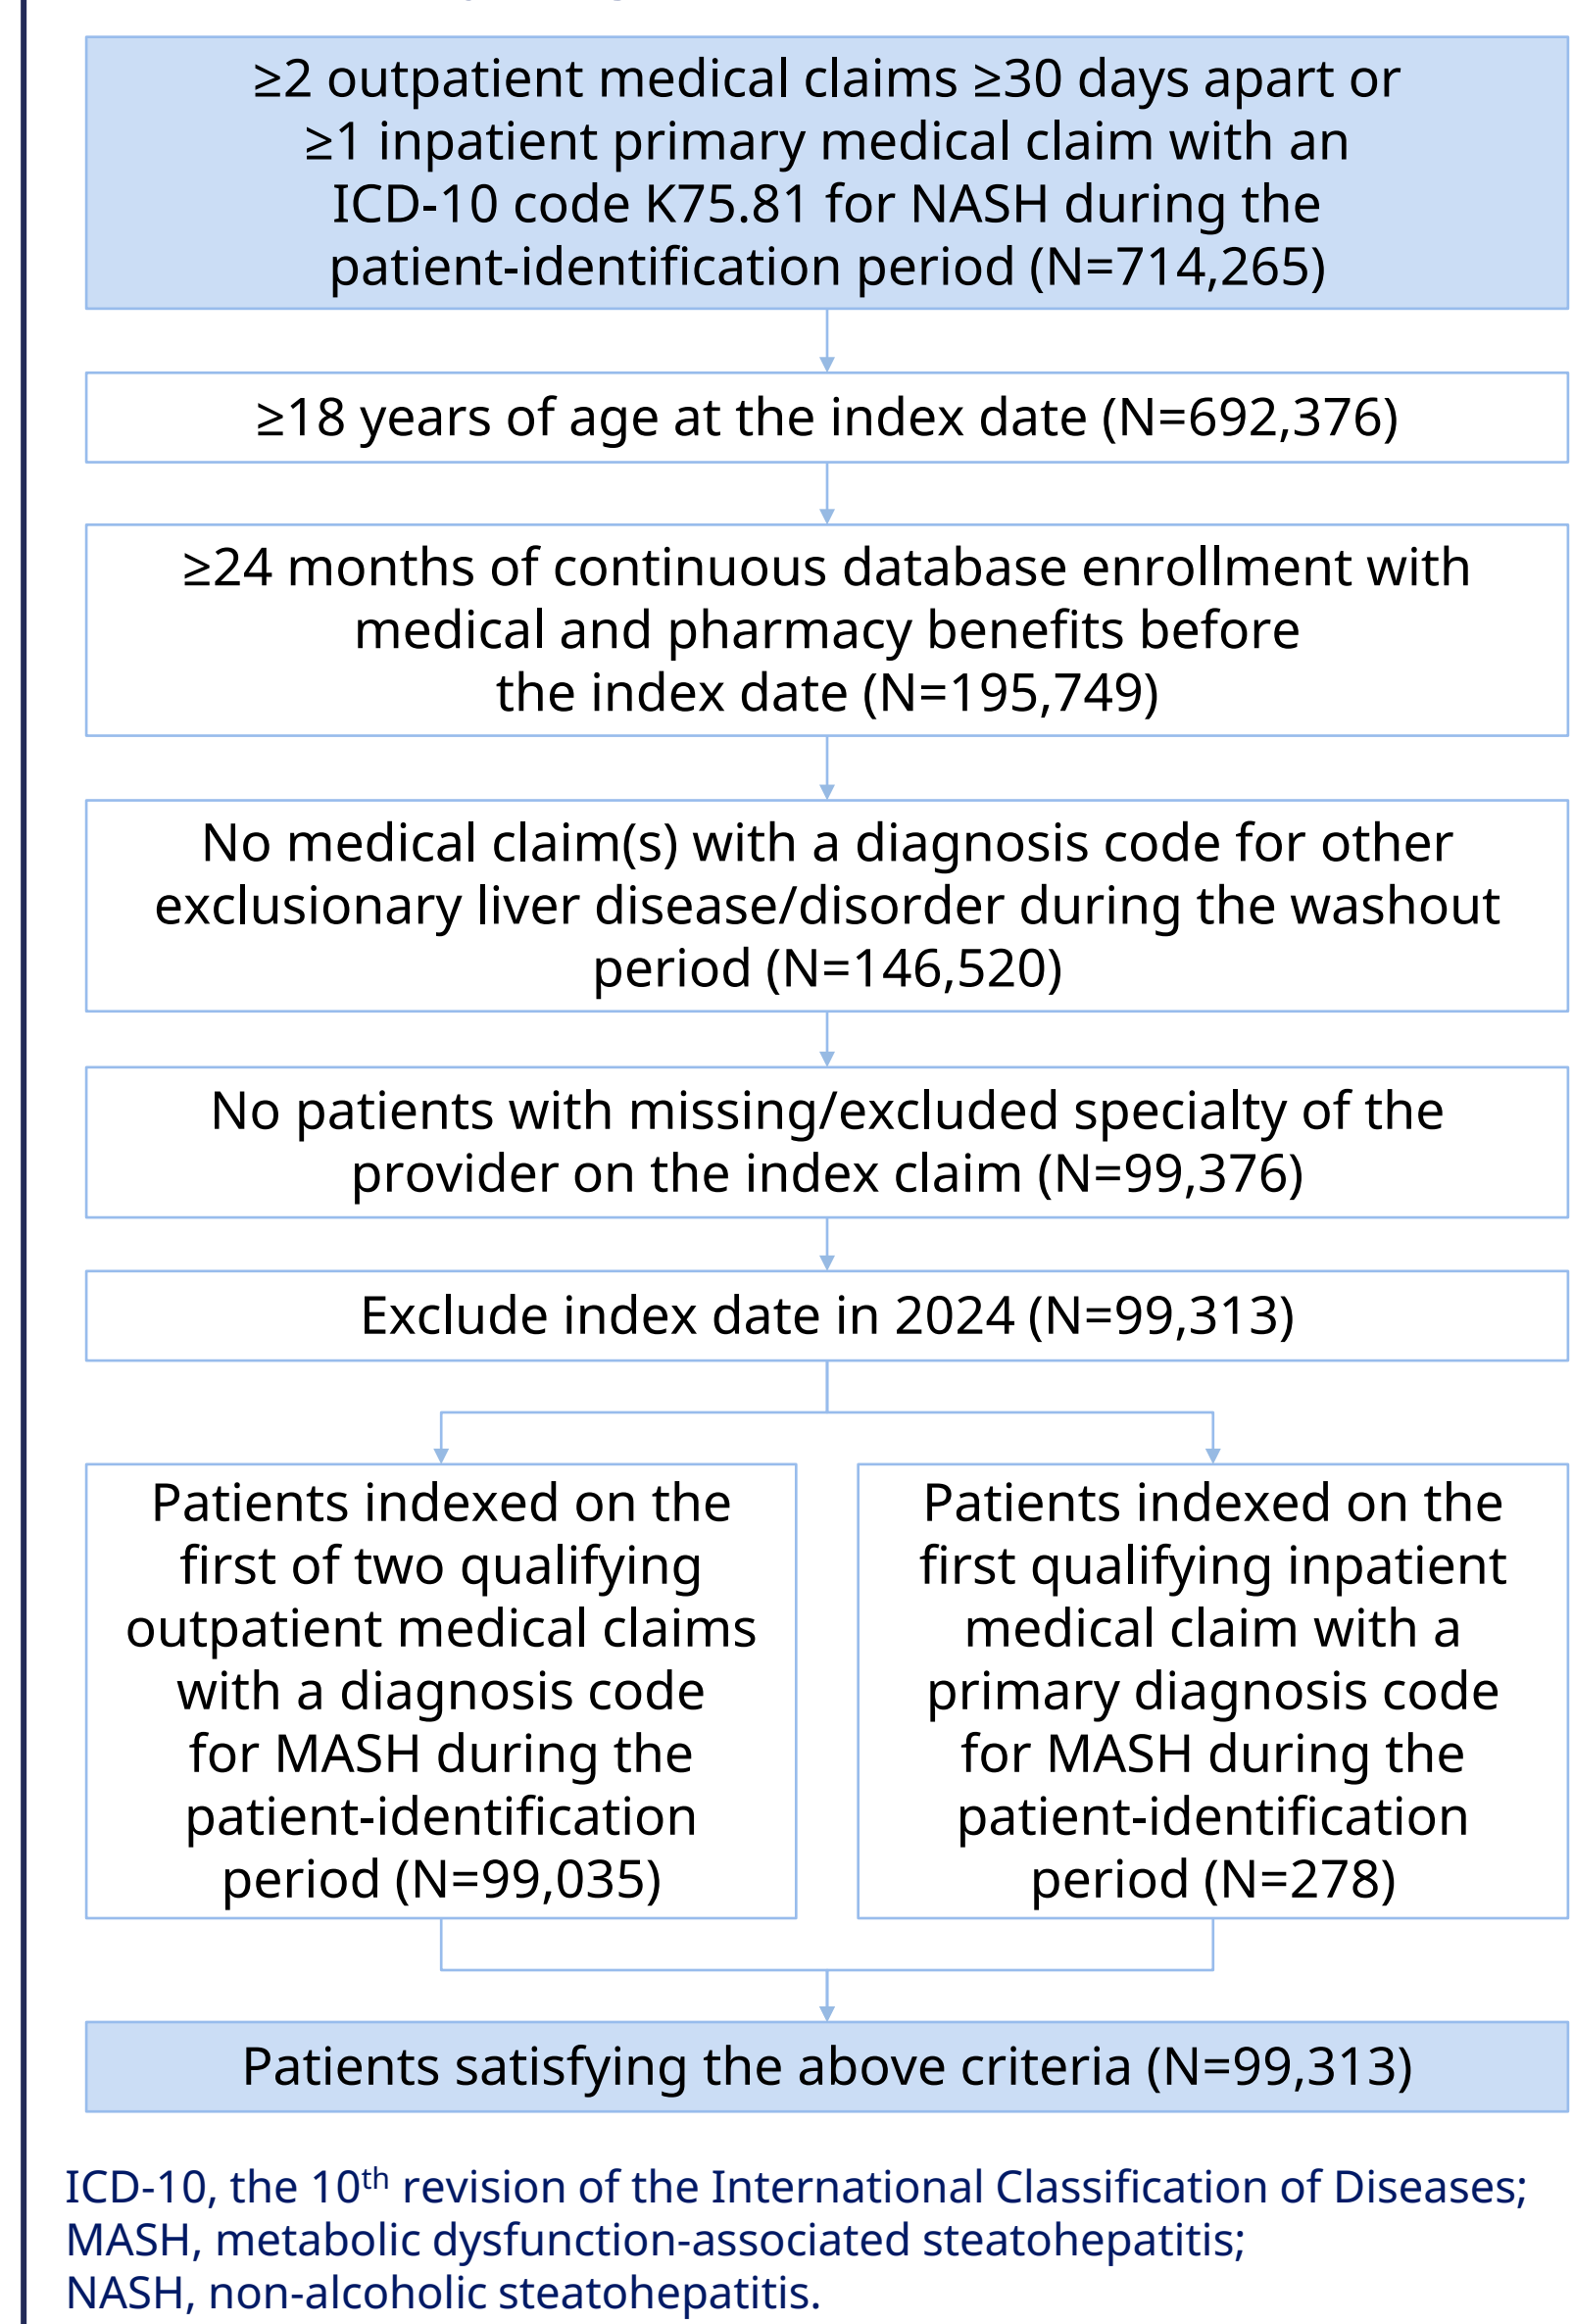 ≥2 outpatient medical claims ≥30 days apart or
≥1 inpatient primary medical claim with an
ICD-10 code K75.81 for NASH during the
patient-identification period (N=714,265)
≥18 years of age at the index date (N=692,376)
≥24 months of continuous database enrollment with
medical and pharmacy benefits before
the index date (N=195,749)
No medical claim(s) with a diagnosis code for other
exclusionary liver disease/disorder during the washout
period (N=146,520)
No patients with missing/excluded specialty of the
provider on the index claim (N=99,376)
Exclude index date in 2024 (N=99,313)
Patients indexed on the
first of two qualifying
outpatient medical claims
with a diagnosis code
for MASH during the
patient-identification
period (N=99,035)
Patients indexed on the
first qualifying inpatient
medical claim with a
primary diagnosis code
for MASH during the
patient-identification
period (N=278)
Patients satisfying the above criteria (N=99,313)
ICD-10, the 10th revision of the International Classification of Diseases;
MASH, metabolic dysfunction-associated steatohepatitis;
NASH, non-alcoholic steatohepatitis.